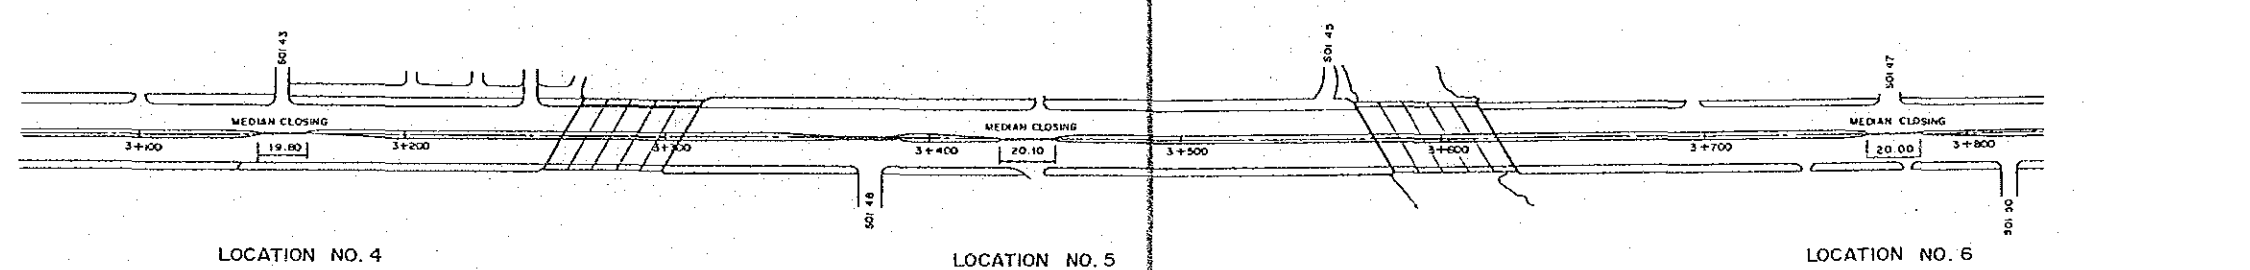 SOI 43
SOI 45
SOI 47
MEDIAN CLOSING
MEDIAN CLOSING
MEDIAN CLOSING
3+100
19.80
3+200
3+300
3+400
20.10
3+500
3+600
3+700
20.00
3+800
SOI 48
SOI 50
LOCATION NO. 4
LOCATION NO. 5
LOCATION NO. 6